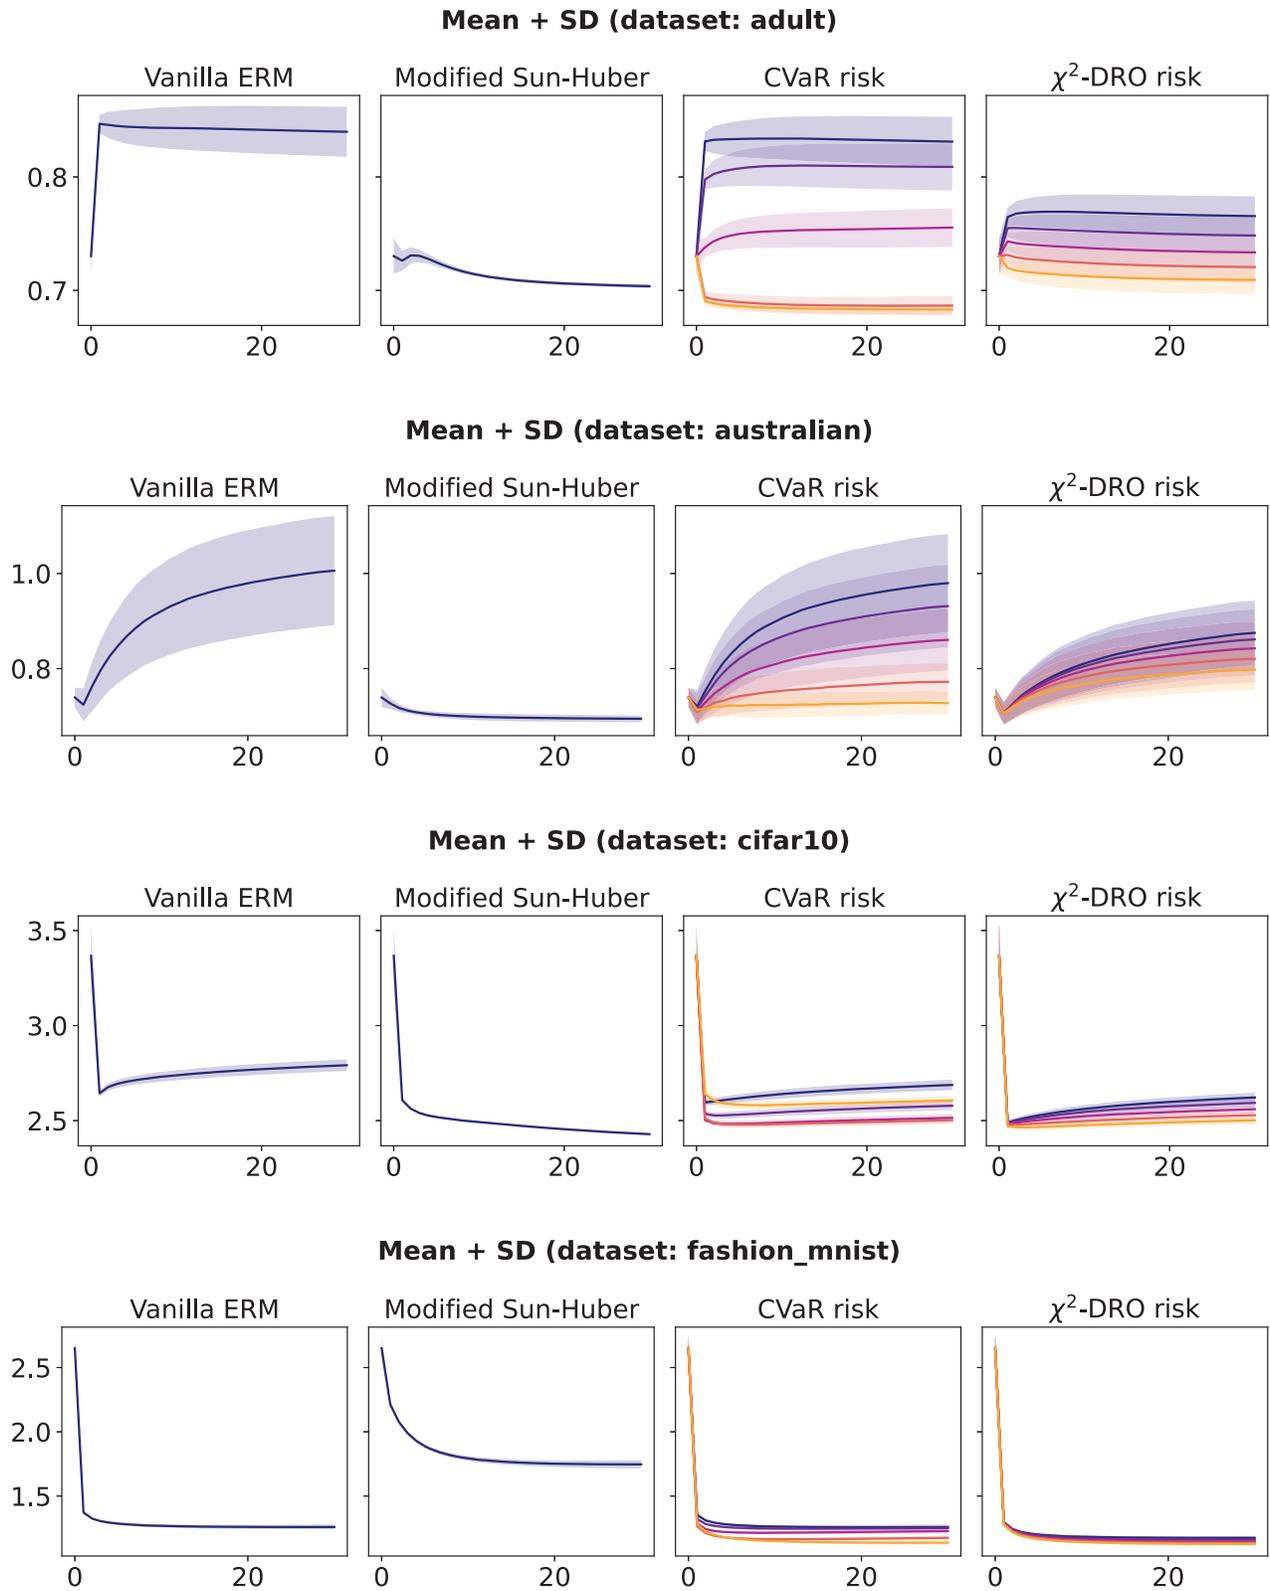 Mean + SD (dataset: adult)
Vanilla ERM
Modified Sun-Huber
CVaR risk
χ²-DRO risk
0.8
0.7
0 20
0 20
0 20
0 20
Mean + SD (dataset: australian)
Vanilla ERM
Modified Sun-Huber
CVaR risk
χ²-DRO risk
1.0
0.8
0 20
0 20
0 20
0 20
Mean + SD (dataset: cifar10)
Vanilla ERM
Modified Sun-Huber
CVaR risk
χ²-DRO risk
3.5
3.0
2.5
0 20
0 20
0 20
0 20
Mean + SD (dataset: fashion_mnist)
Vanilla ERM
Modified Sun-Huber
CVaR risk
χ²-DRO risk
2.5
2.0
1.5
0 20
0 20
0 20
0 20